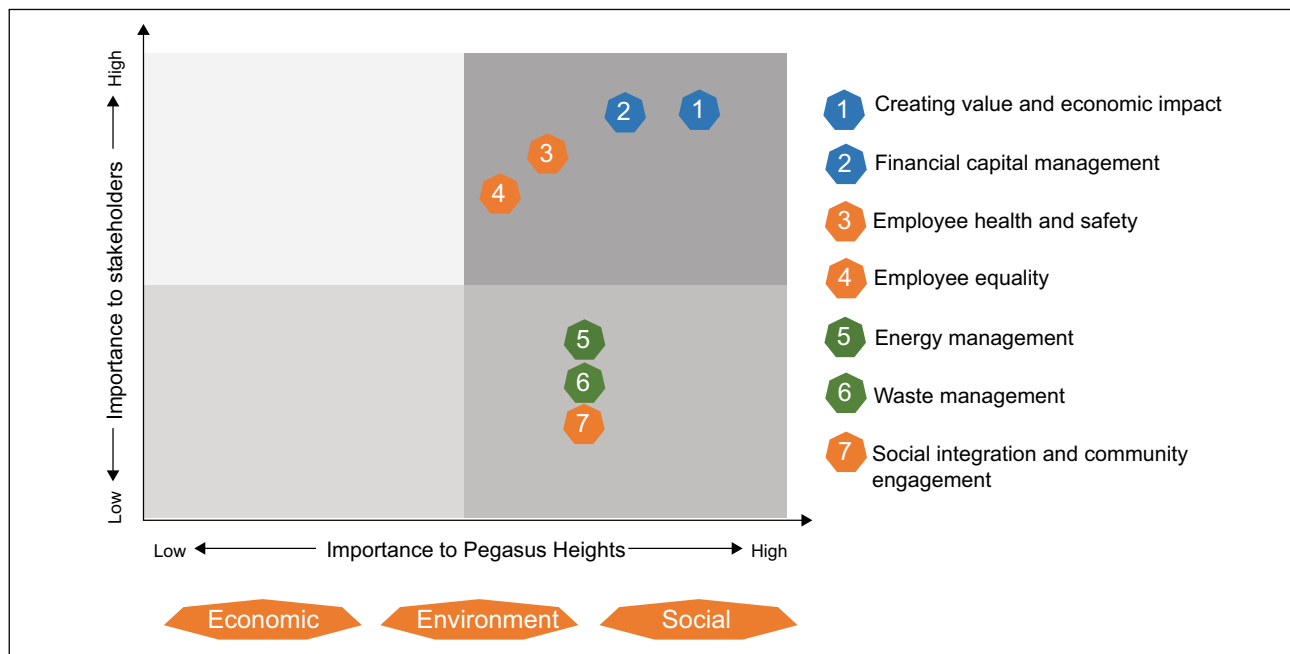 High
Importance to stakeholders
Low
2
1
3
4
5
6
7
Low
Importance to Pegasus Heights
High
1 Creating value and economic impact
2 Financial capital management
3 Employee health and safety
4 Employee equality
5 Energy management
6 Waste management
7 Social integration and community
engagement
Economic
Environment
Social